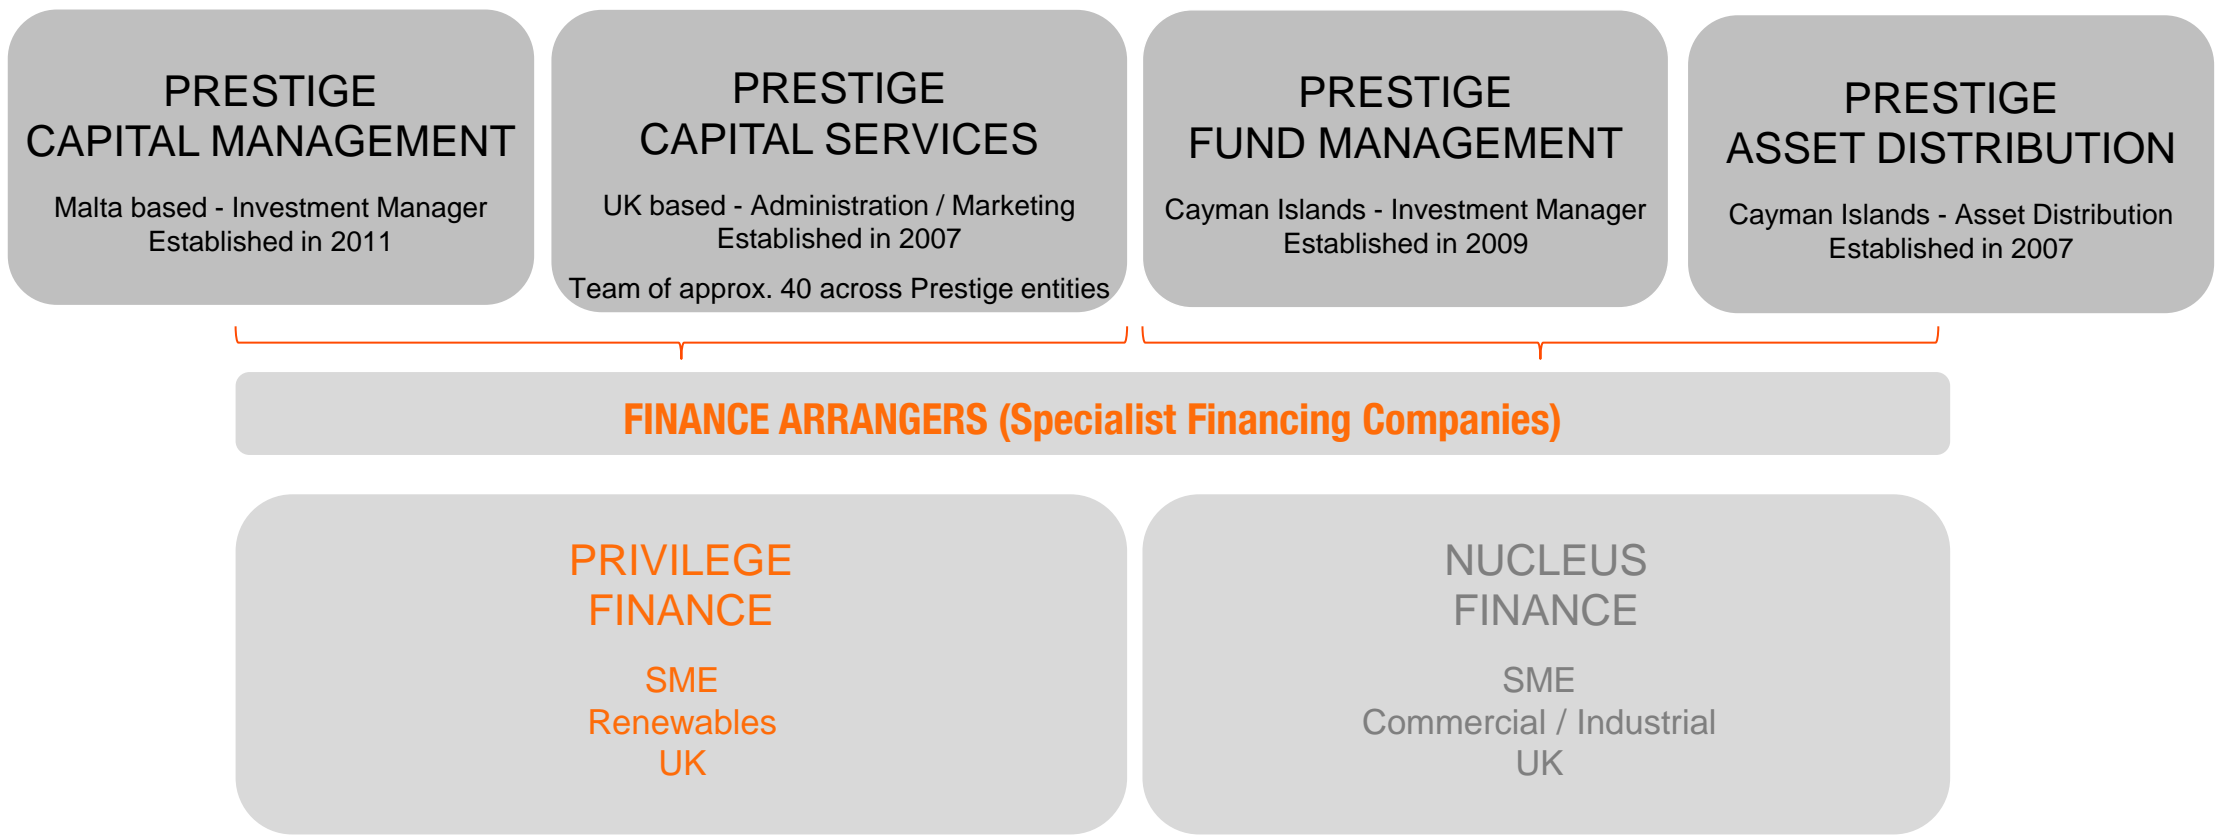 PRESTIGE
CAPITAL MANAGEMENT
Malta based - Investment Manager
Established in 2011
PRESTIGE
CAPITAL SERVICES
UK based - Administration / Marketing
Established in 2007
Team of approx. 40 across Prestige entities
PRESTIGE
FUND MANAGEMENT
Cayman Islands - Investment Manager
Established in 2009
PRESTIGE
ASSET DISTRIBUTION
Cayman Islands - Asset Distribution
Established in 2007
FINANCE ARRANGERS (Specialist Financing Companies)
PRIVILEGE
FINANCE
SME
Renewables
UK
NUCLEUS
FINANCE
SME
Commercial / Industrial
UK